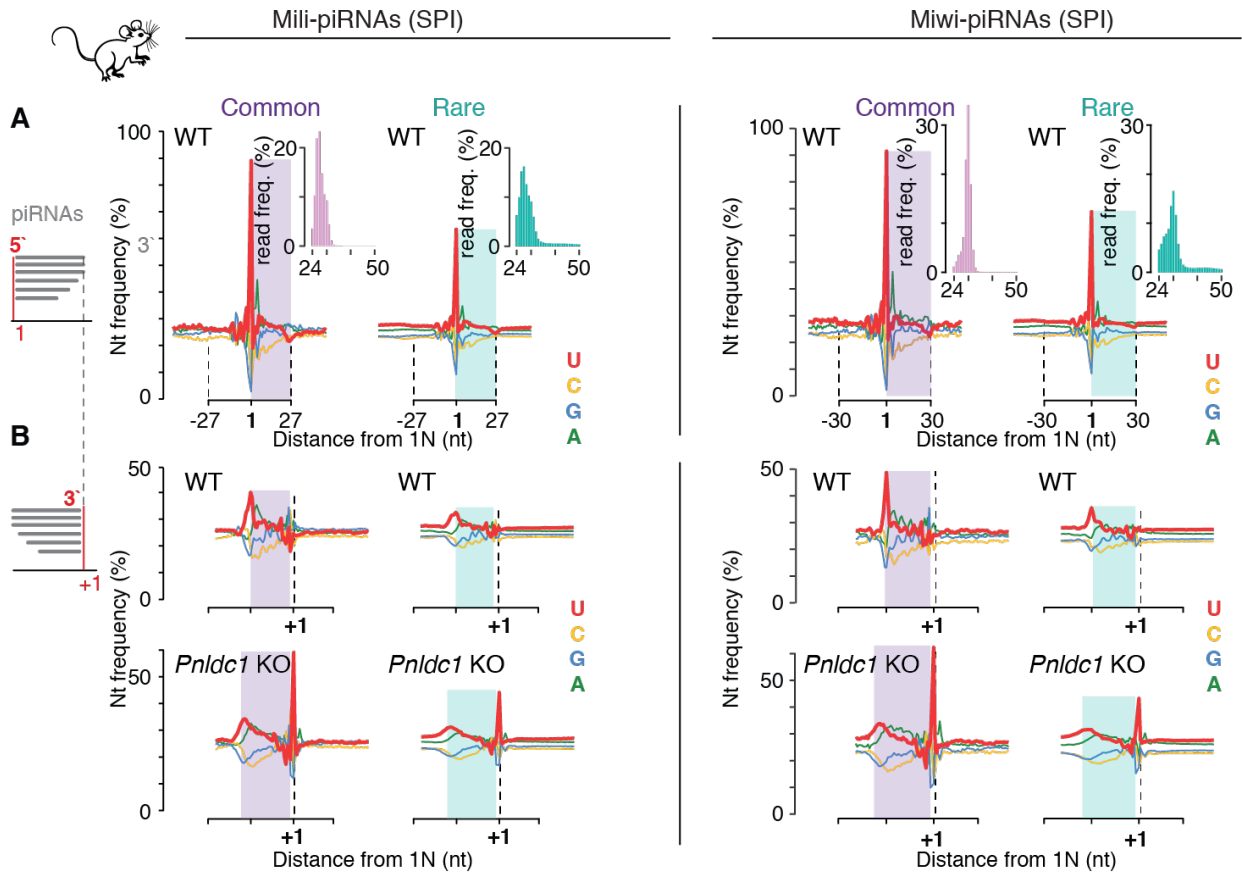 Mili-piRNAs (SPI)
Miwi-piRNAs (SPI)
A
Common
Rare
Common
Rare
100
WT
WT
100
WT
WT
20
20
30
30
read freq. (%)
read freq. (%)
read freq. (%)
read freq. (%)
0
0
0
0
24 50
24 50
24 50
24 50
piRNAs
5`
3`
1
Nt frequency (%)
Nt frequency (%)
0
0
-27 1 27
-27 1 27
-30 1 30
-30 1 30
Distance from 1N (nt)
Distance from 1N (nt)
U
C
G
A
U
C
G
A
B
50
WT
WT
50
WT
WT
3`
+1
0
0
+1
+1
+1
+1
Nt frequency (%)
Nt frequency (%)
U
C
G
A
U
C
G
A
50
Pnldc1 KO
Pnldc1 KO
50
Pnldc1 KO
Pnldc1 KO
0
0
+1
+1
+1
+1
Distance from 1N (nt)
Distance from 1N (nt)